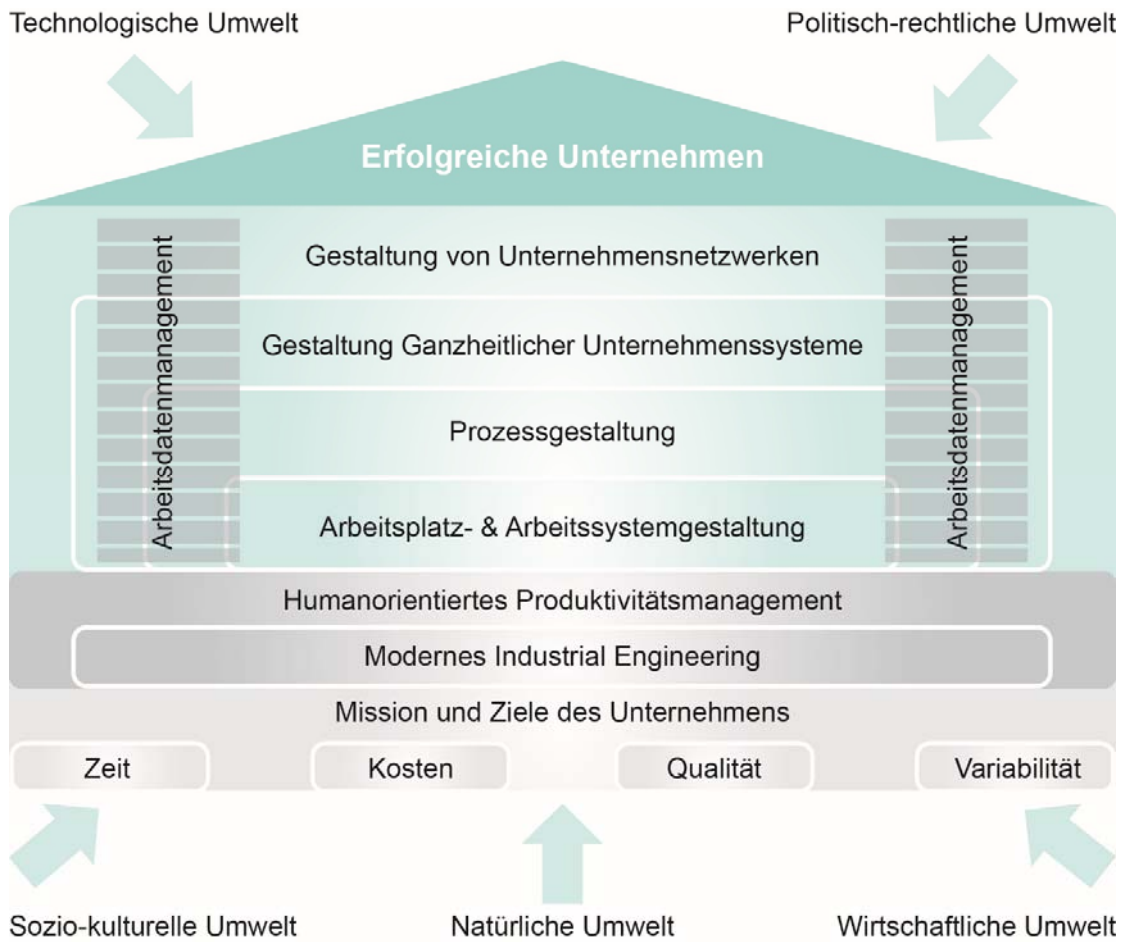 Technologische Umwelt
Politisch-rechtliche Umwelt
Erfolgreiche Unternehmen
Arbeitsdatenmanagement
Gestaltung von Unternehmensnetzwerken
Gestaltung Ganzheitlicher Unternehmenssysteme
Prozessgestaltung
Arbeitsplatz- & Arbeitssystemgestaltung
Arbeitsdatenmanagement
Humanorientiertes Produktivitätsmanagement
Modernes Industrial Engineering
Mission und Ziele des Unternehmens
Zeit
Kosten
Qualität
Variabilität
Sozio-kulturelle Umwelt
Natürliche Umwelt
Wirtschaftliche Umwelt